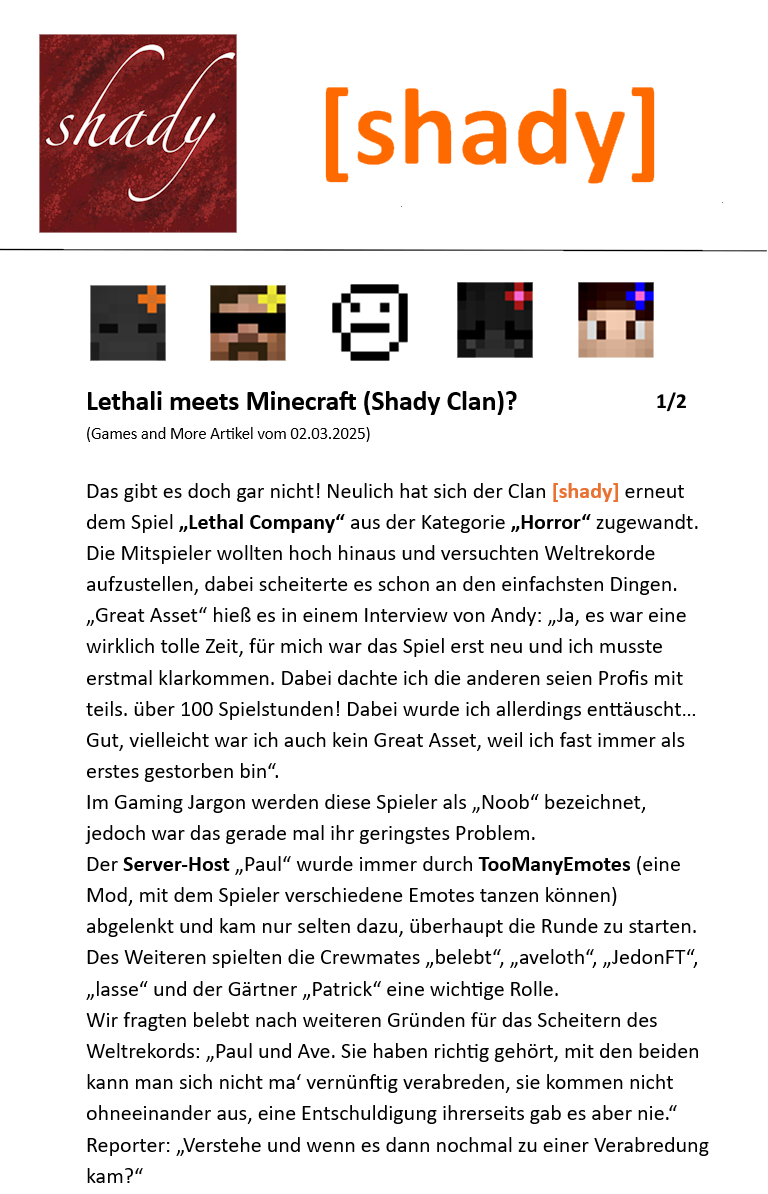 shady
[shady]
Lethali meets Minecraft (Shady Clan)? 1/2
(Games and More Artikel vom 02.03.2025)
Das gibt es doch gar nicht! Neulich hat sich der Clan [shady] erneut
dem Spiel „Lethal Company“ aus der Kategorie „Horror“ zugewandt.
Die Mitspieler wollten hoch hinaus und versuchten Weltrekorde
aufzustellen, dabei scheiterte es schon an den einfachsten Dingen.
„Great Asset“ hieß es in einem Interview von Andy: „Ja, es war eine
wirklich tolle Zeit, für mich war das Spiel erst neu und ich musste
erstmal klarkommen. Dabei dachte ich die anderen seien Profis mit
teils. über 100 Spielstunden! Dabei wurde ich allerdings enttäuscht…
Gut, vielleicht war ich auch kein Great Asset, weil ich fast immer als
erstes gestorben bin“.
Im Gaming Jargon werden diese Spieler als „Noob“ bezeichnet,
jedoch war das gerade mal ihr geringstes Problem.
Der Server-Host „Paul“ wurde immer durch TooManyEmotes (eine
Mod, mit dem Spieler verschiedene Emotes tanzen können)
abgelenkt und kam nur selten dazu, überhaupt die Runde zu starten.
Des Weiteren spielten die Crewmates „belebt“, „aveloth“, „JedonFT“,
„lasse“ und der Gärtner „Patrick“ eine wichtige Rolle.
Wir fragten belebt nach weiteren Gründen für das Scheitern des
Weltrekords: „Paul und Ave. Sie haben richtig gehört, mit den beiden
kann man sich nicht ma‘ vernünftig verabreden, sie kommen nicht
ohneeinander aus, eine Entschuldigung ihrerseits gab es aber nie.“
Reporter: „Verstehe und wenn es dann nochmal zu einer Verabredung
kam?“